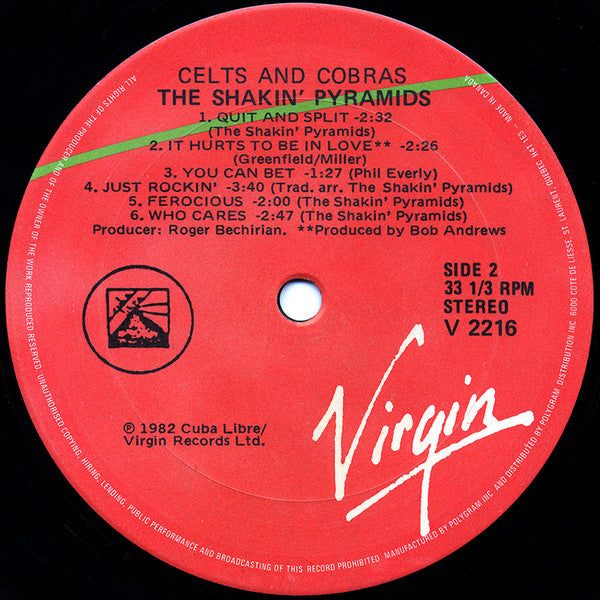 CELTS AND COBRAS
THE SHAKIN' PYRAMIDS
1. QUIT AND SPLIT -2:32
(The Shakin' Pyramids)
2. IT HURTS TO BE IN LOVE** -2:26
(Greenfield/Miller)
3. YOU CAN BET -1:27 (Phil Everly)
4. JUST ROCKIN' -3:40 (Trad. arr. The Shakin' Pyramids)
5. FEROCIOUS -2:00 (The Shakin' Pyramids)
6. WHO CARES -2:47 (The Shakin' Pyramids)
Producer: Roger Bechirian. **Produced by Bob Andrews
SIDE 2
33 1/3 RPM
STEREO
V 2216
℗ 1982 Cuba Libre/
Virgin Records Ltd.
Virgin
ALL RIGHTS OF THE PRODUCER AND OF THE OWNER OF THE WORK REPRODUCED RESERVED. UNAUTHORISED COPYING, HIRING, LENDING, PUBLIC PERFORMANCE AND BROADCASTING OF THIS RECORD PROHIBITED. MANUFACTURED BY POLYGRAM INC AND DISTRIBUTED BY POLYGRAM DISTRIBUTION INC 6000 COTE DE LIESSE, ST. LAURENT, QUEBEC H4T 1E3 MADE IN CANADA